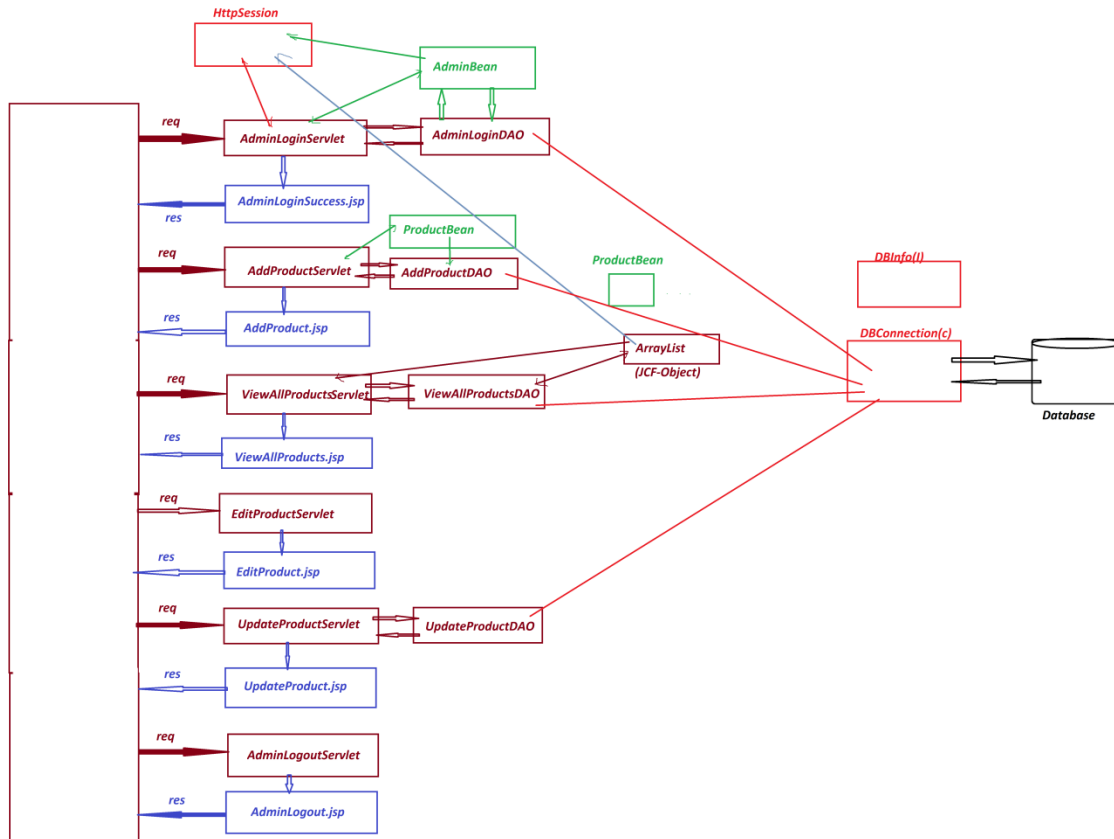 HttpSession
AdminBean
req
AdminLoginServlet
AdminLoginDAO
AdminLoginSuccess.jsp
res
ProductBean
req
AddProductServlet
AddProductDAO
ProductBean
DBInfo(I)
res
AddProduct.jsp
DBConnection(c)
ArrayList
(JCF-Object)
req
ViewAllProductsServlet
ViewAllProductsDAO
Database
res
ViewAllProducts.jsp
req
EditProductServlet
res
EditProduct.jsp
req
UpdateProductServlet
UpdateProductDAO
res
UpdateProduct.jsp
req
AdminLogoutServlet
res
AdminLogout.jsp